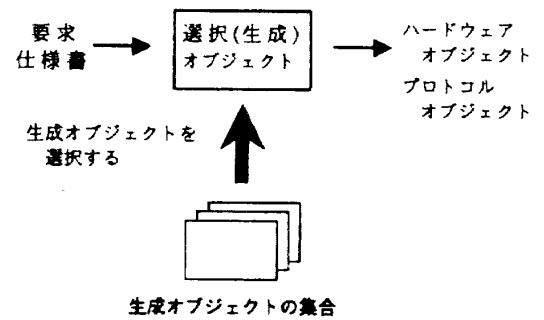 要求
仕様書
選択(生成)
オブジェクト
ハードウェア
オブジェクト
プロトコル
オブジェクト
生成オブジェクトを
選択する
生成オブジェクトの集合